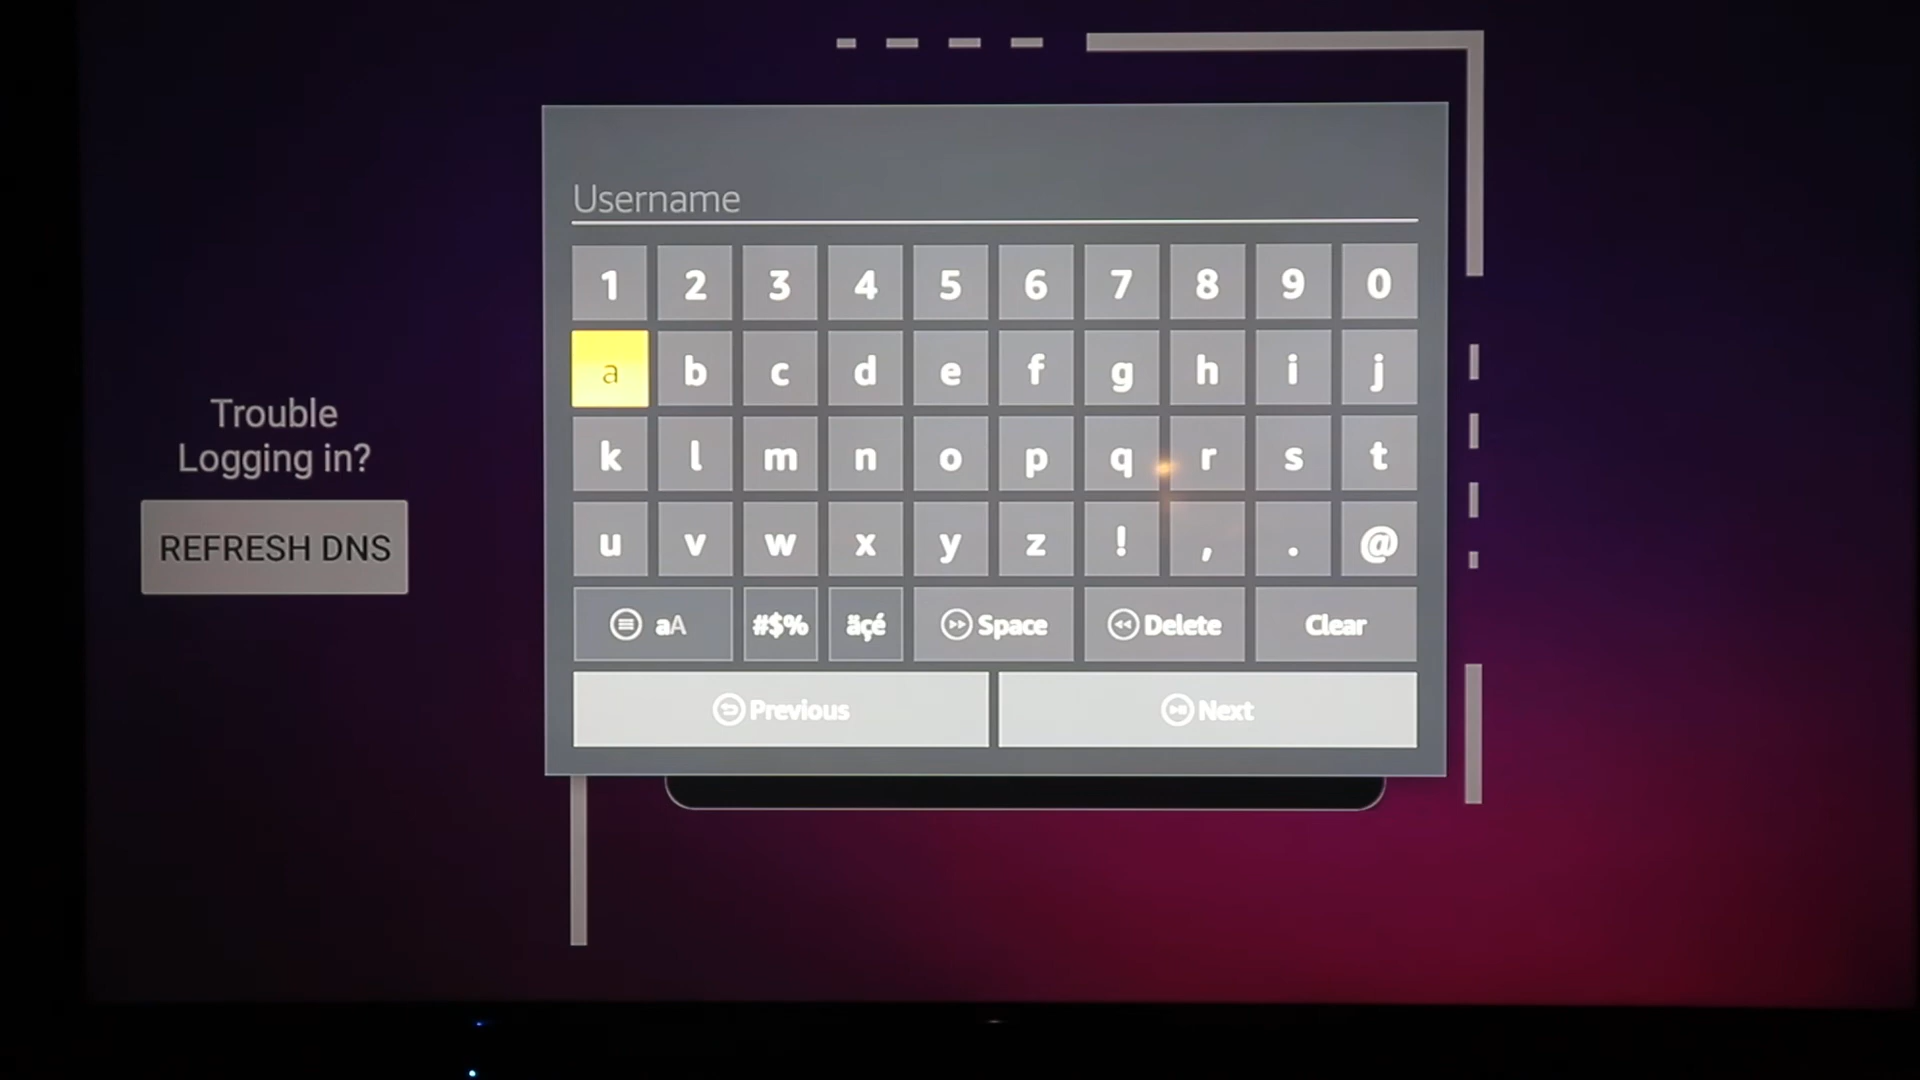 Username
1 2 3 4 5 6 7 8 9 0
a b c d e f g h i j
k l m n o p q r s t
u v w x y z ! , . @
aA #$% äçé Space Delete Clear
Previous Next
Trouble
Logging in?
REFRESH DNS